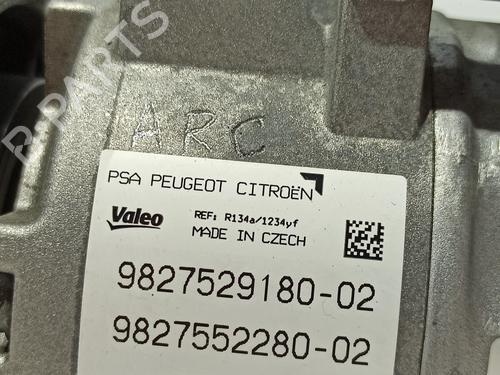 B-PARTS
ARC
PSA PEUGEOT CITROËN
Valeo
REF: R134a/1234yf
MADE IN CZECH
9827529180-02
9827552280-02